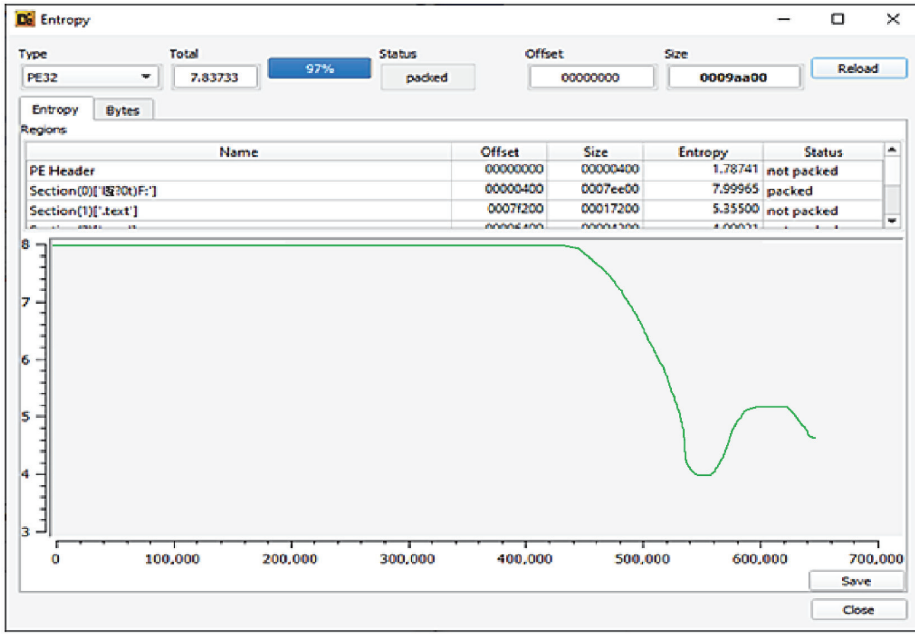 Entropy
Type Total Status Offset Size
PE32 7.83733 97% packed 00000000 0009aa00 Reload
Entropy Bytes
Regions
Name Offset Size Entropy Status
PE Header 00000000 00000400 1.78741 not packed
Section(0)[' 00000400 0007ee00 7.99965 packed
Section(1)['.text'] 0007f200 00017200 5.35500 not packed
8
7
6
5
4
3
0 100,000 200,000 300,000 400,000 500,000 600,000 700,000
Save
Close